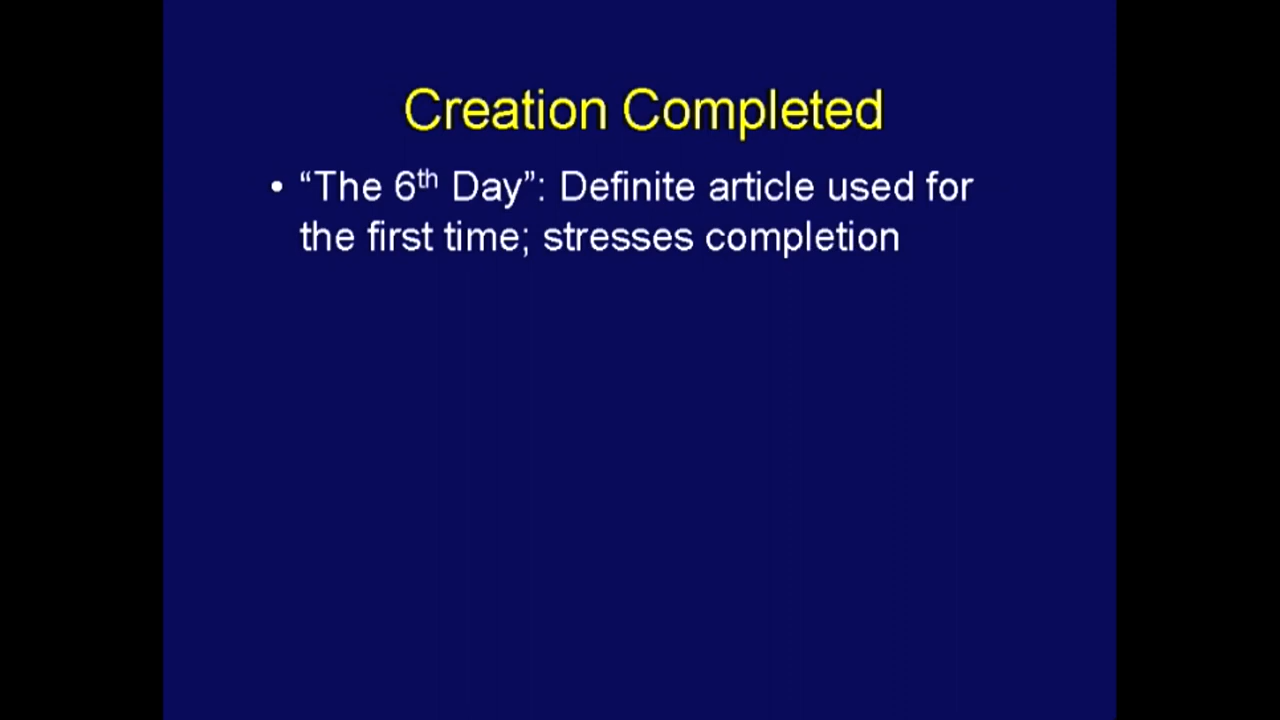 Creation Completed
• “The 6th Day”: Definite article used for
the first time; stresses completion